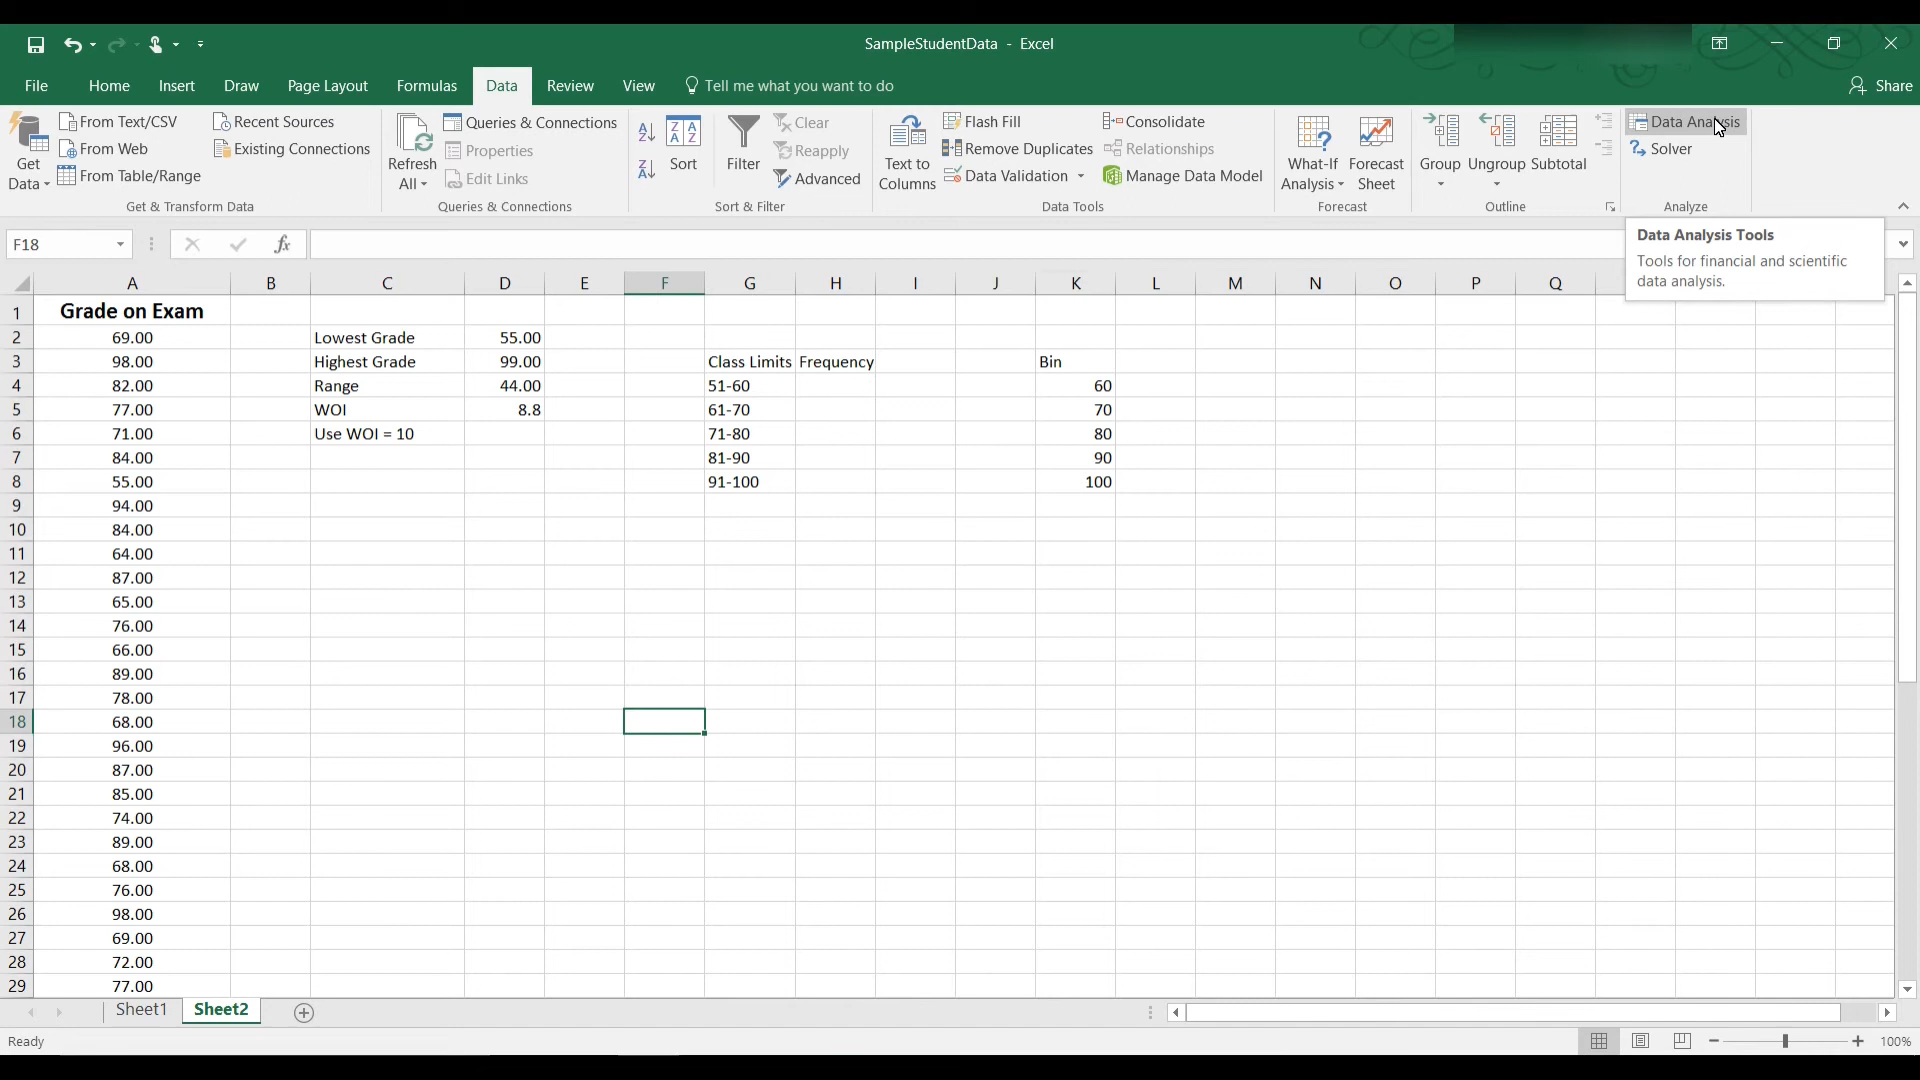 SampleStudentData - Excel
File Home Insert Draw Page Layout Formulas Data Review View Tell me what you want to do Share
Get Data
From Text/CSV
From Web
From Table/Range
Recent Sources
Existing Connections
Get & Transform Data
Refresh All
Queries & Connections
Properties
Edit Links
Queries & Connections
Sort
Filter
Clear
Reapply
Advanced
Sort & Filter
Text to Columns
Flash Fill
Remove Duplicates
Data Validation
Consolidate
Relationships
Manage Data Model
Data Tools
What-If Analysis
Forecast Sheet
Forecast
Group
Ungroup
Subtotal
Outline
Data Analysis
Solver
Analyze
Data Analysis Tools
Tools for financial and scientific
data analysis.
F18 fx
A B C D E F G H I J K L M N O P Q
1 Grade on Exam
2 69.00 Lowest Grade 55.00
3 98.00 Highest Grade 99.00 Class Limits Frequency Bin
4 82.00 Range 44.00 51-60 60
5 77.00 WOI 8.8 61-70 70
6 71.00 Use WOI = 10 71-80 80
7 84.00 81-90 90
8 55.00 91-100 100
9 94.00
10 84.00
11 64.00
12 87.00
13 65.00
14 76.00
15 66.00
16 89.00
17 78.00
18 68.00
19 96.00
20 87.00
21 85.00
22 74.00
23 89.00
24 68.00
25 76.00
26 98.00
27 69.00
28 72.00
29 77.00
Sheet1 Sheet2
Ready 100%